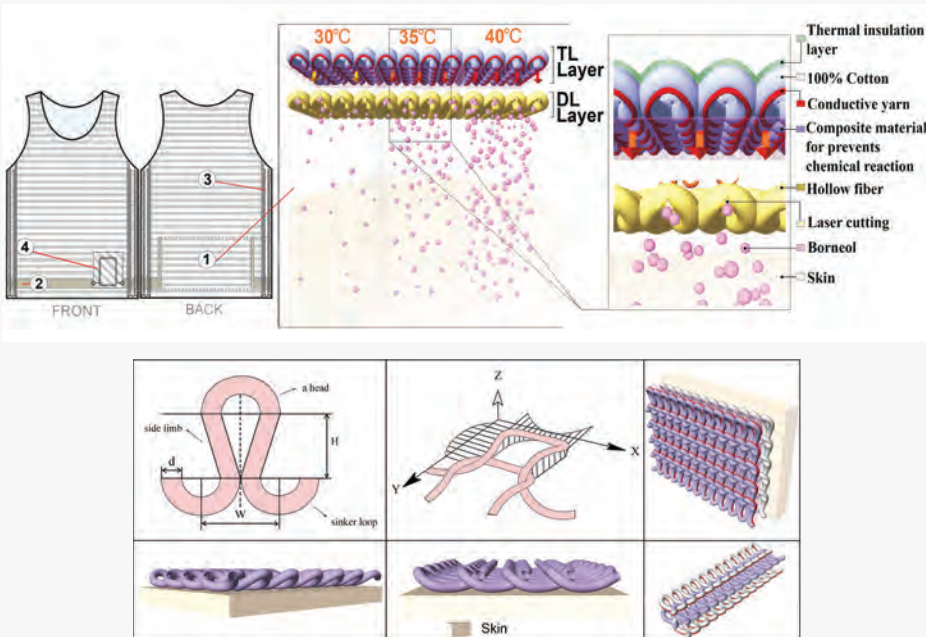 30°C 35°C 40°C
TL
Layer
DL
Layer
3
4
1
2
FRONT
BACK
Thermal insulation
layer
100% Cotton
Conductive yarn
Composite material
for prevents
chemical reaction
Hollow fiber
Laser cutting
Borneol
Skin
a head
side limb
H
d
W
sinker loop
Z
X
Y
Skin